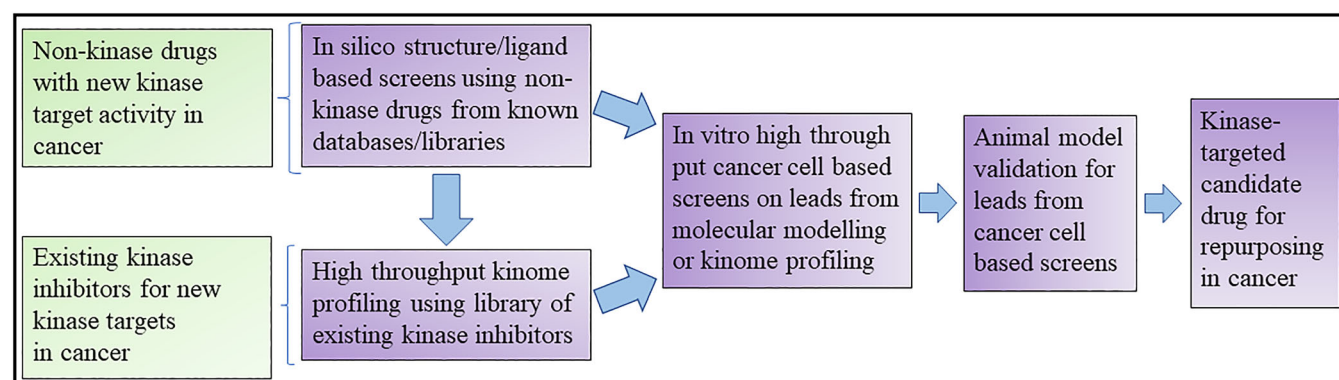 Non-kinase drugs
with new kinase
target activity in
cancer
In silico structure/ligand
based screens using non-
kinase drugs from known
databases/libraries
Existing kinase
inhibitors for new
kinase targets
in cancer
High throughput kinome
profiling using library of
existing kinase inhibitors
In vitro high through
put cancer cell based
screens on leads from
molecular modelling
or kinome profiling
Animal model
validation for
leads from
cancer cell
based screens
Kinase-
targeted
candidate
drug for
repurposing
in cancer